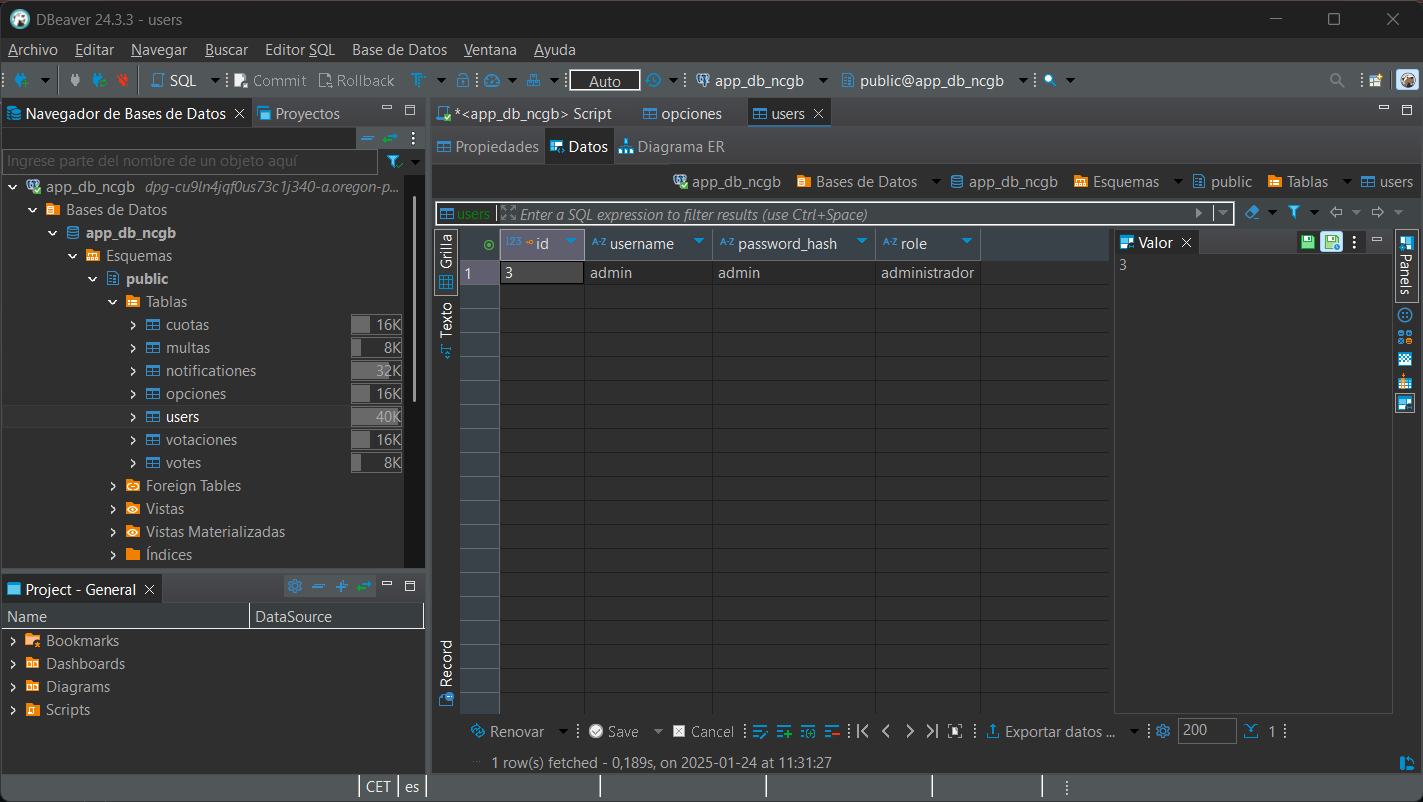 DBeaver 24.3.3 - users
Archivo Editar Navegar Buscar Editor SQL Base de Datos Ventana Ayuda
SQL Commit Rollback Auto app_db_ncgb public@app_db_ncgb
Navegador de Bases de Datos Proyectos
Ingrese parte del nombre de un objeto aquí
app_db_ncgb dpg-cu9ln4jqf0us73c1j340-a.oregon-p...
Bases de Datos
app_db_ncgb
Esquemas
public
Tablas
cuotas 16K
multas 8K
notificationes 32K
opciones 16K
users 40K
votaciones 16K
votes 8K
Foreign Tables
Vistas
Vistas Materializadas
Índices
Project - General
Name DataSource
Bookmarks
Dashboards
Diagrams
Scripts
*<app_db_ncgb> Script opciones users
Propiedades Datos Diagrama ER
app_db_ncgb Bases de Datos app_db_ncgb Esquemas public Tablas users
users Enter a SQL expression to filter results (use Ctrl+Space)
Grilla
Texto
Record
123 id A-Z username A-Z password_hash A-Z role
1 3 admin admin administrador
Valor
3
Panels
Renovar Save Cancel Exportar datos ... 200 1
1 row(s) fetched - 0,189s, on 2025-01-24 at 11:31:27
CET es